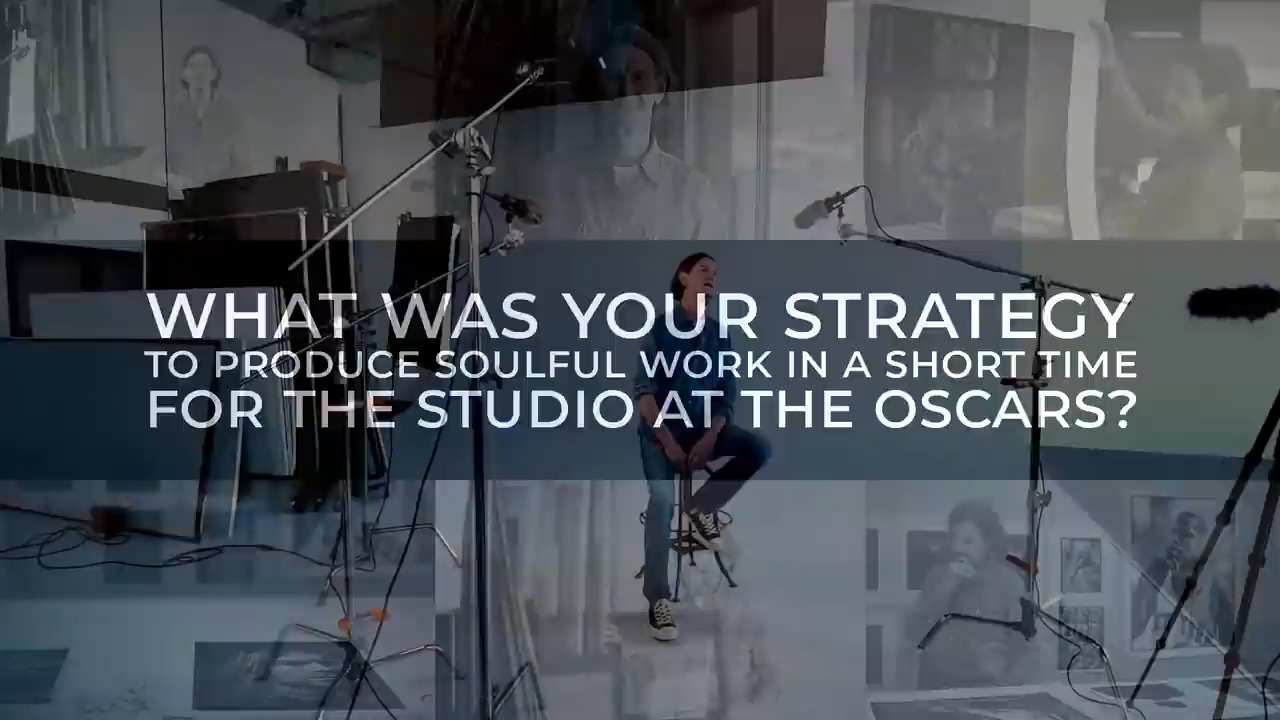 WHAT WAS YOUR STRATEGY
TO PRODUCE SOULFUL WORK IN A SHORT TIME
FOR THE STUDIO AT THE OSCARS?